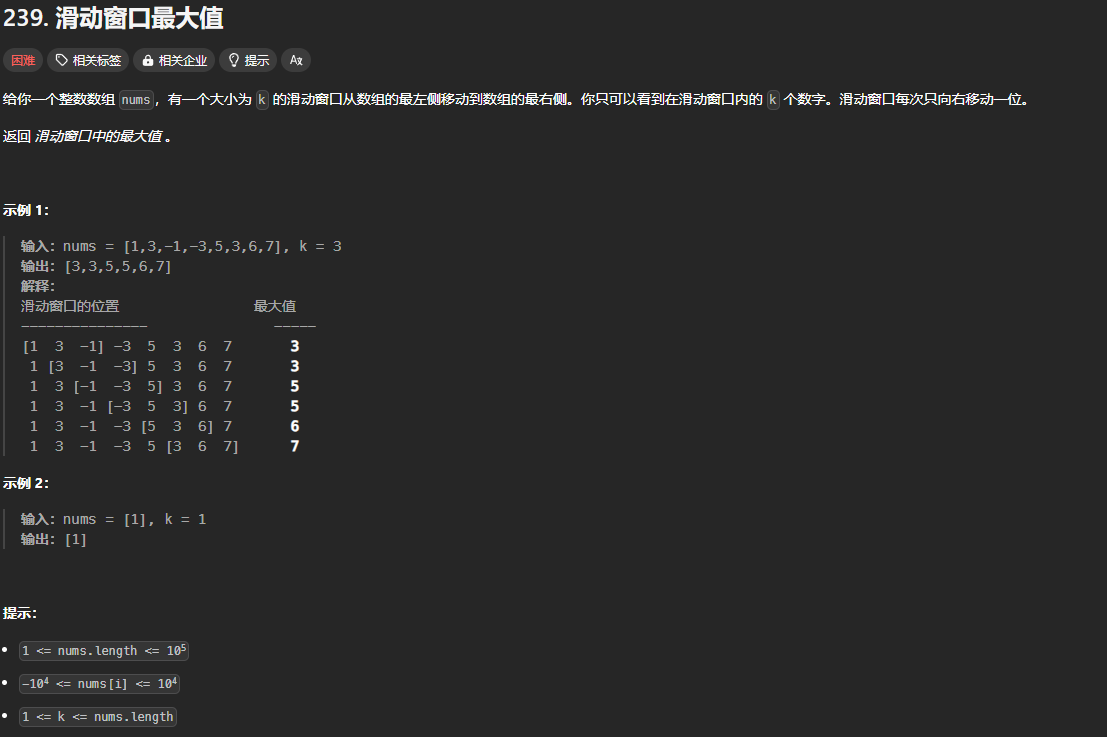 239. 滑动窗口最大值
困难 相关标签 相关企业 提示 Az
给你一个整数数组 nums，有一个大小为 k 的滑动窗口从数组的最左侧移动到数组的最右侧。你只可以看到在滑动窗口内的 k 个数字。滑动窗口每次只向右移动一位。
返回 滑动窗口中的最大值 。
示例 1：
输入：nums = [1,3,-1,-3,5,3,6,7], k = 3
输出：[3,3,5,5,6,7]
解释：
滑动窗口的位置 最大值
--------------- -----
[1 3 -1] -3 5 3 6 7 3
1 [3 -1 -3] 5 3 6 7 3
1 3 [-1 -3 5] 3 6 7 5
1 3 -1 [-3 5 3] 6 7 5
1 3 -1 -3 [5 3 6] 7 6
1 3 -1 -3 5 [3 6 7] 7
示例 2：
输入：nums = [1], k = 1
输出：[1]
提示：
1 <= nums.length <= 10⁵
-10⁴ <= nums[i] <= 10⁴
1 <= k <= nums.length